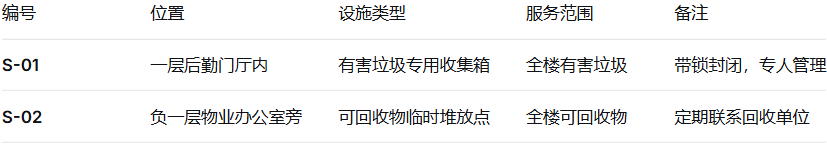 编号 位置 设施类型 服务范围 备注
S-01 一层后勤门厅内 有害垃圾专用收集箱 全楼有害垃圾 带锁封闭，专人管理
S-02 负一层物业办公室旁 可回收物临时堆放点 全楼可回收物 定期联系回收单位